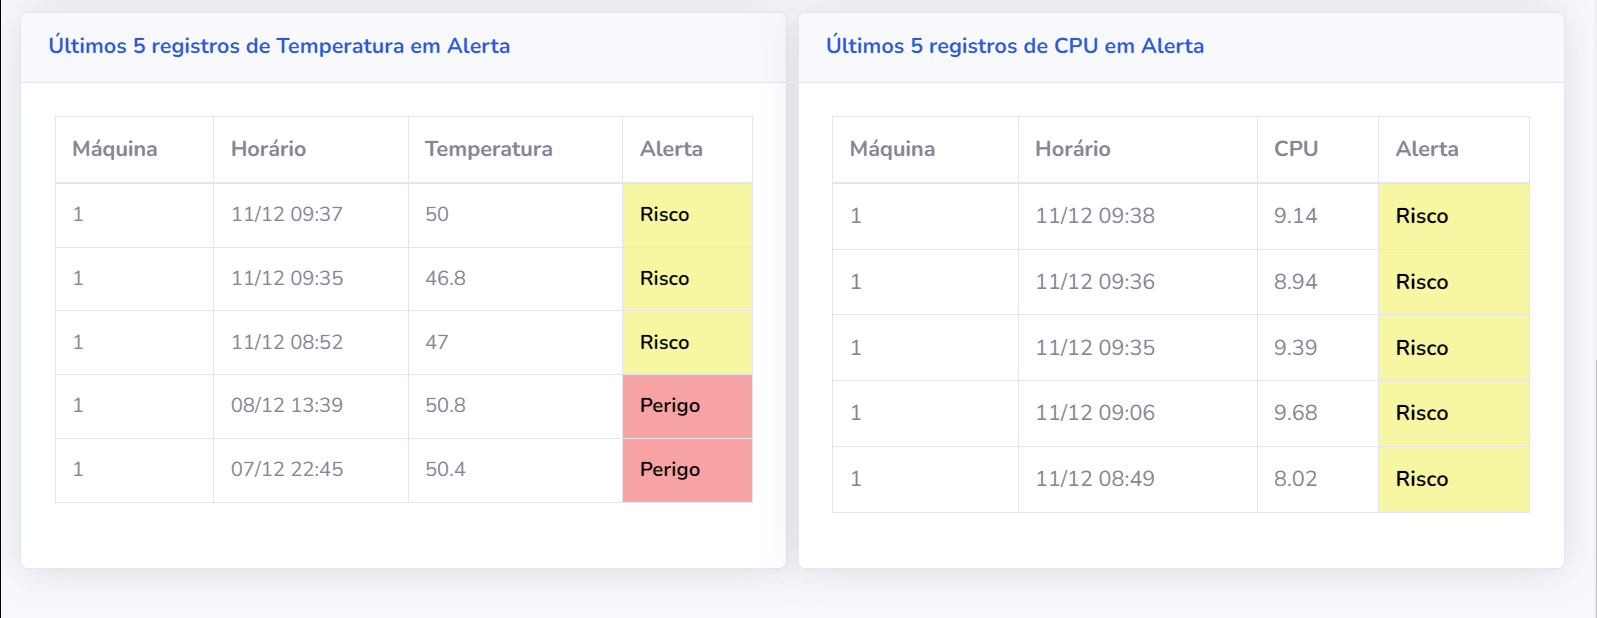 Últimos 5 registros de Temperatura em Alerta
Máquina Horário Temperatura Alerta
1 11/12 09:37 50 Risco
1 11/12 09:35 46.8 Risco
1 11/12 08:52 47 Risco
1 08/12 13:39 50.8 Perigo
1 07/12 22:45 50.4 Perigo
Últimos 5 registros de CPU em Alerta
Máquina Horário CPU Alerta
1 11/12 09:38 9.14 Risco
1 11/12 09:36 8.94 Risco
1 11/12 09:35 9.39 Risco
1 11/12 09:06 9.68 Risco
1 11/12 08:49 8.02 Risco